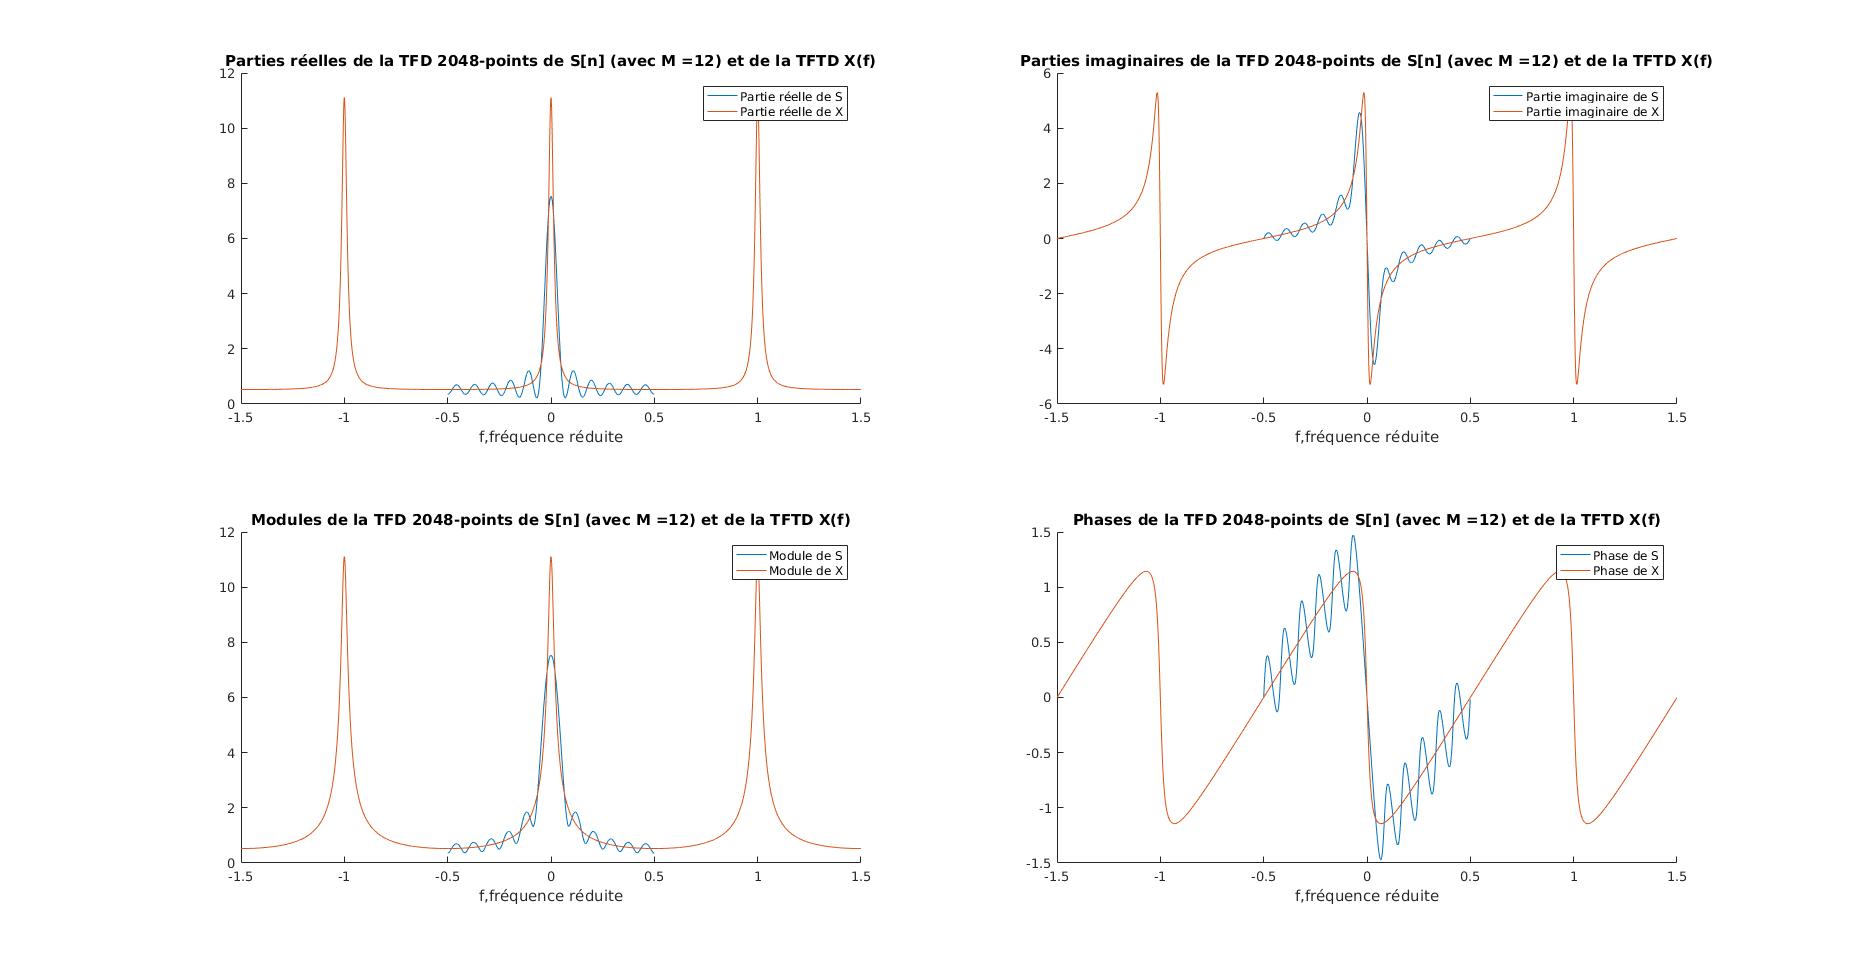 Parties réelles de la TFD 2048-points de S[n] (avec M =12) et de la TFTD X(f)
12
10
8
6
4
2
0
-1.5 -1 -0.5 0 0.5 1 1.5
f,fréquence réduite
Partie réelle de S
Partie réelle de X
Parties imaginaires de la TFD 2048-points de S[n] (avec M =12) et de la TFTD X(f)
6
4
2
0
-2
-4
-6
-1.5 -1 -0.5 0 0.5 1 1.5
f,fréquence réduite
Partie imaginaire de S
Partie imaginaire de X
Modules de la TFD 2048-points de S[n] (avec M =12) et de la TFTD X(f)
12
10
8
6
4
2
0
-1.5 -1 -0.5 0 0.5 1 1.5
f,fréquence réduite
Module de S
Module de X
Phases de la TFD 2048-points de S[n] (avec M =12) et de la TFTD X(f)
1.5
1
0.5
0
-0.5
-1
-1.5
-1.5 -1 -0.5 0 0.5 1 1.5
f,fréquence réduite
Phase de S
Phase de X